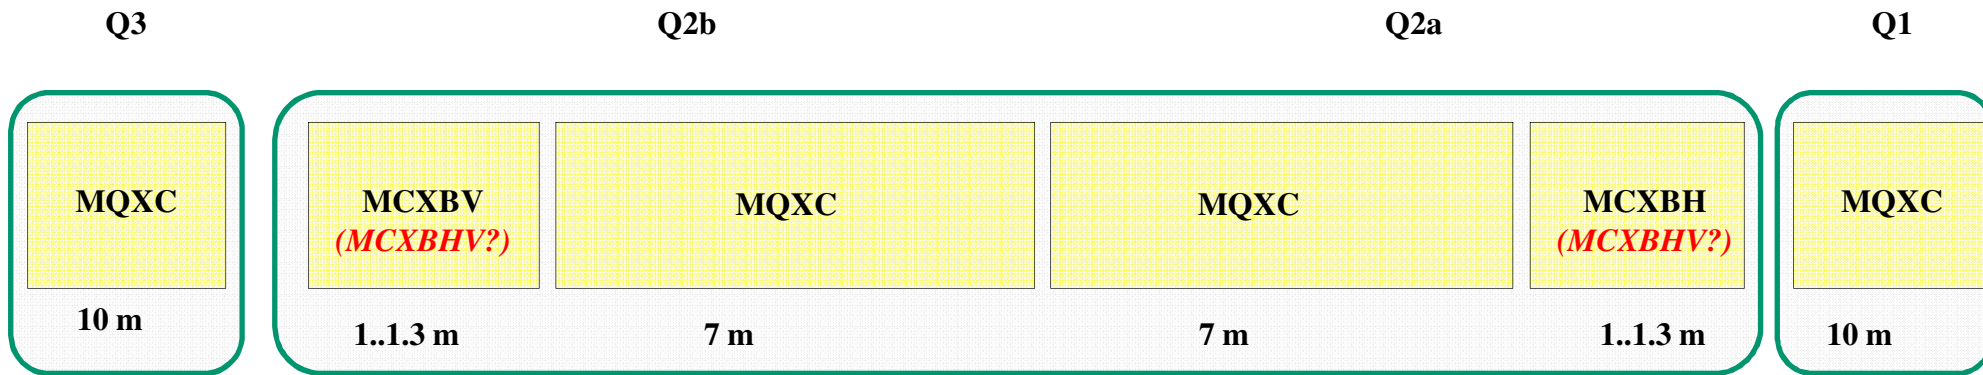 Q3 Q2b Q2a Q1
MQXC
10 m
MCXBV
(MCXBHV?)
1..1.3 m
MQXC
7 m
MQXC
7 m
MCXBH
(MCXBHV?)
1..1.3 m
MQXC
10 m